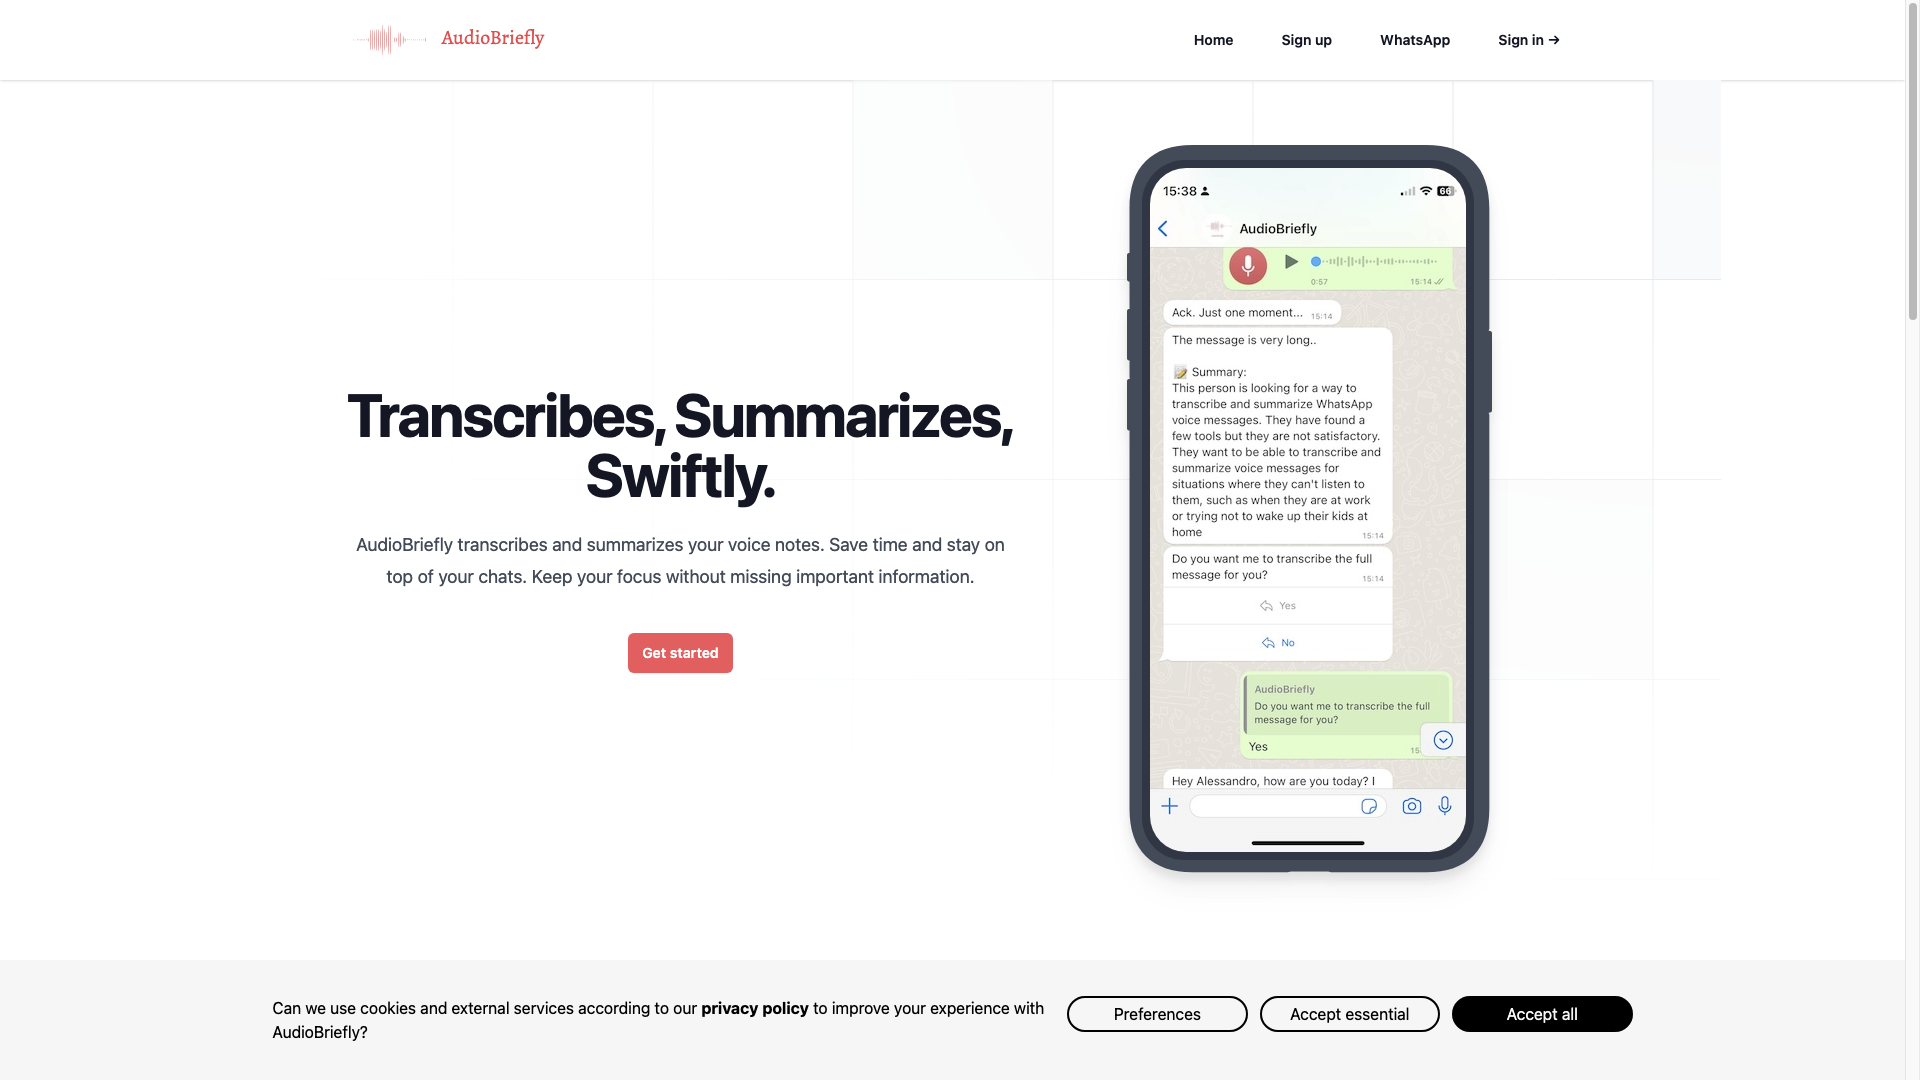 AudioBriefly
Home
Sign up
WhatsApp
Sign in →
Transcribes, Summarizes,
Swiftly.
AudioBriefly transcribes and summarizes your voice notes. Save time and stay on
top of your chats. Keep your focus without missing important information.
Get started
15:38
66
AudioBriefly
0:57
15:14
Ack. Just one moment...
15:14
The message is very long..
Summary:
This person is looking for a way to
transcribe and summarize WhatsApp
voice messages. They have found a
few tools but they are not satisfactory.
They want to be able to transcribe and
summarize voice messages for
situations where they can't listen to
them, such as when they are at work
or trying not to wake up their kids at
home
15:14
Do you want me to transcribe the full
message for you?
15:14
Yes
No
AudioBriefly
Do you want me to transcribe the full
message for you?
Yes
Hey Alessandro, how are you today? I
Can we use cookies and external services according to our privacy policy to improve your experience with
AudioBriefly?
Preferences
Accept essential
Accept all